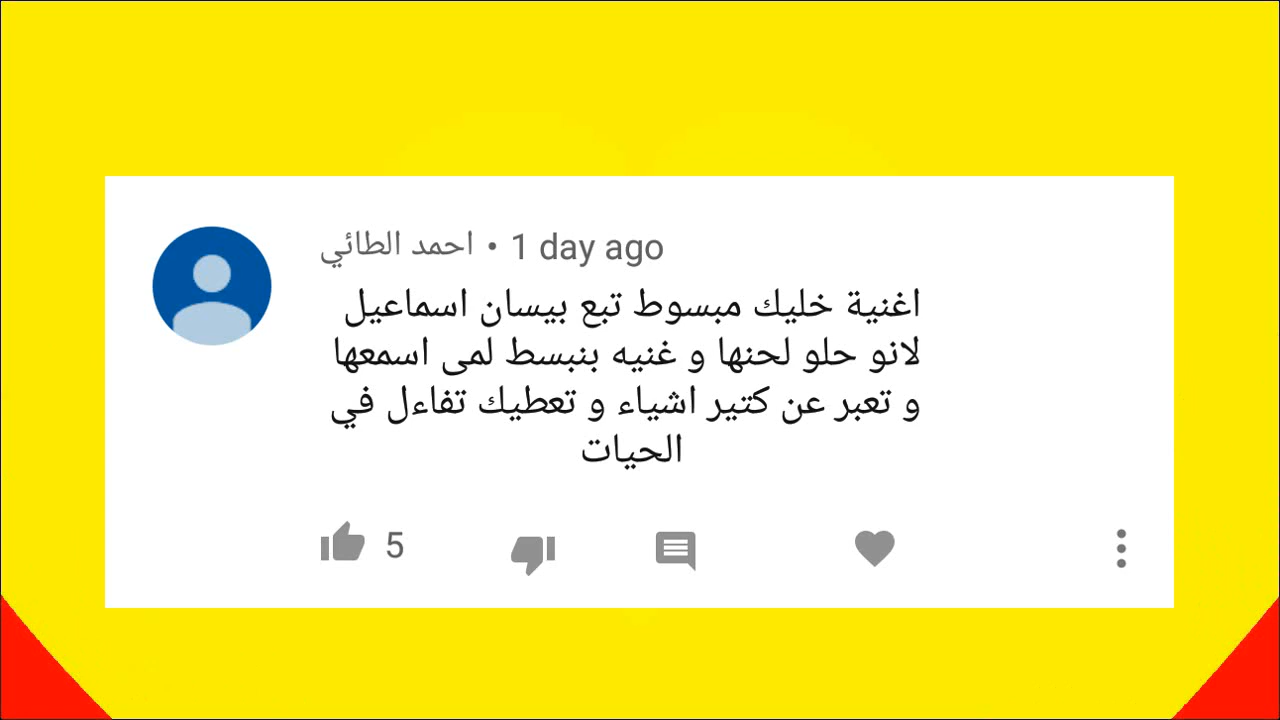 احمد الطائي • 1 day ago
اغنية خليك مبسوط تبع بيسان اسماعيل
لانو حلو لحنها و غنيه بنبسط لمى اسمعها
و تعبر عن كتير اشياء و تعطيك تفاءل في
الحيات
5